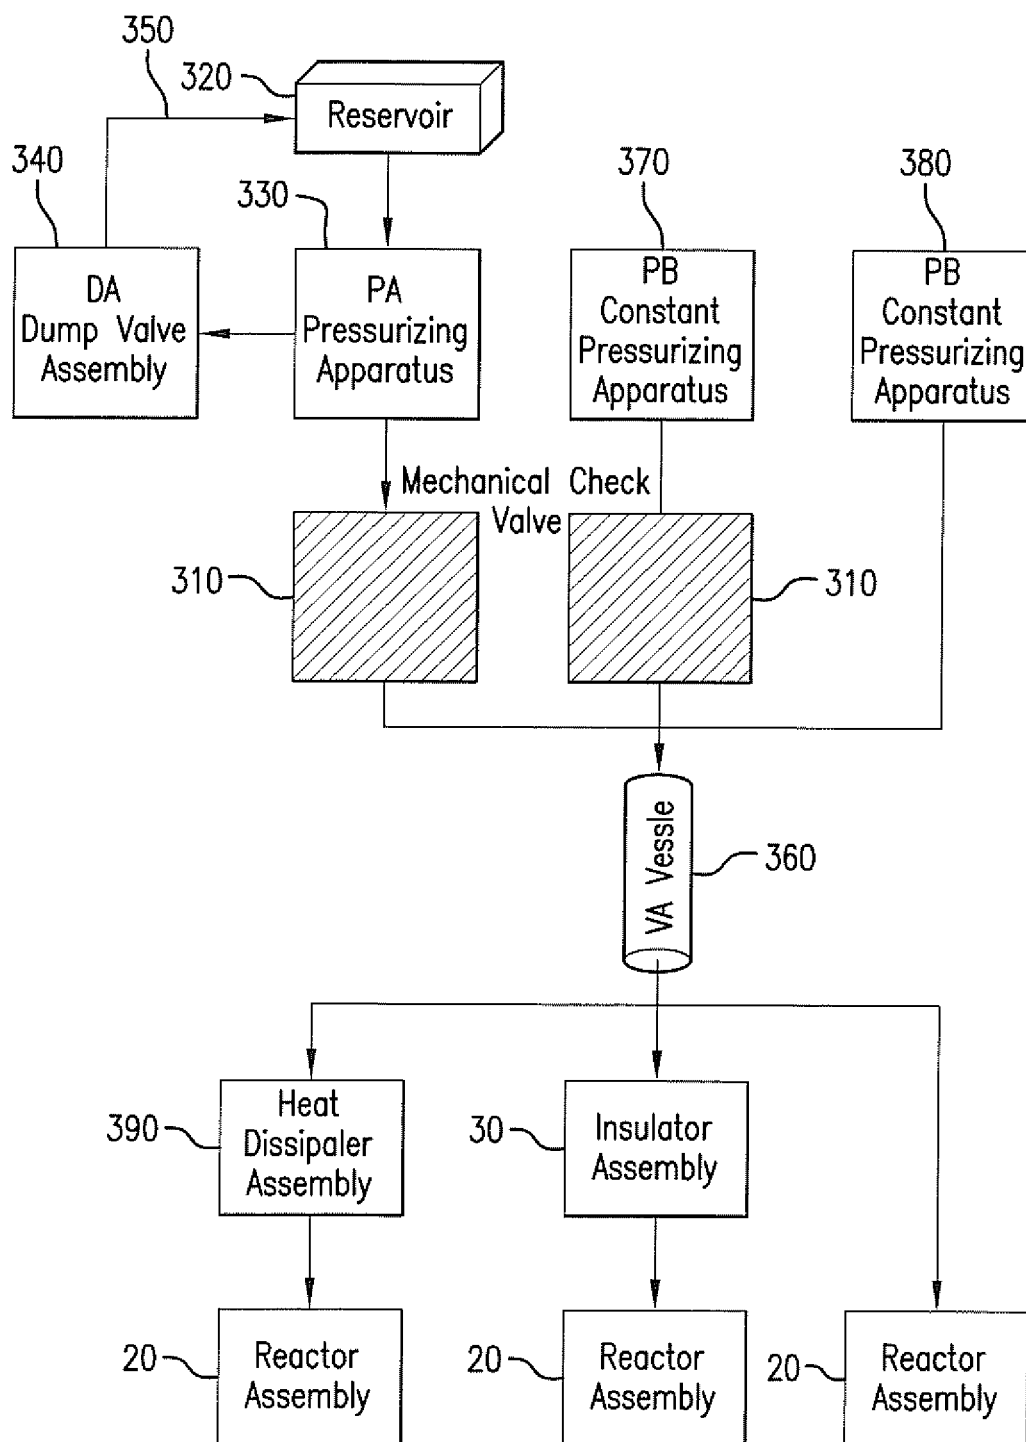 350
320
Reservoir
340
330
370
380
DA
Dump Valve
Assembly
PA
Pressurizing
Apparatus
PB
Constant
Pressurizing
Apparatus
PB
Constant
Pressurizing
Apparatus
Mechanical Check
Valve
310
310
VA Vessle
360
390
Heat
Dissipaler
Assembly
30
Insulator
Assembly
20
Reactor
Assembly
20
Reactor
Assembly
20
Reactor
Assembly